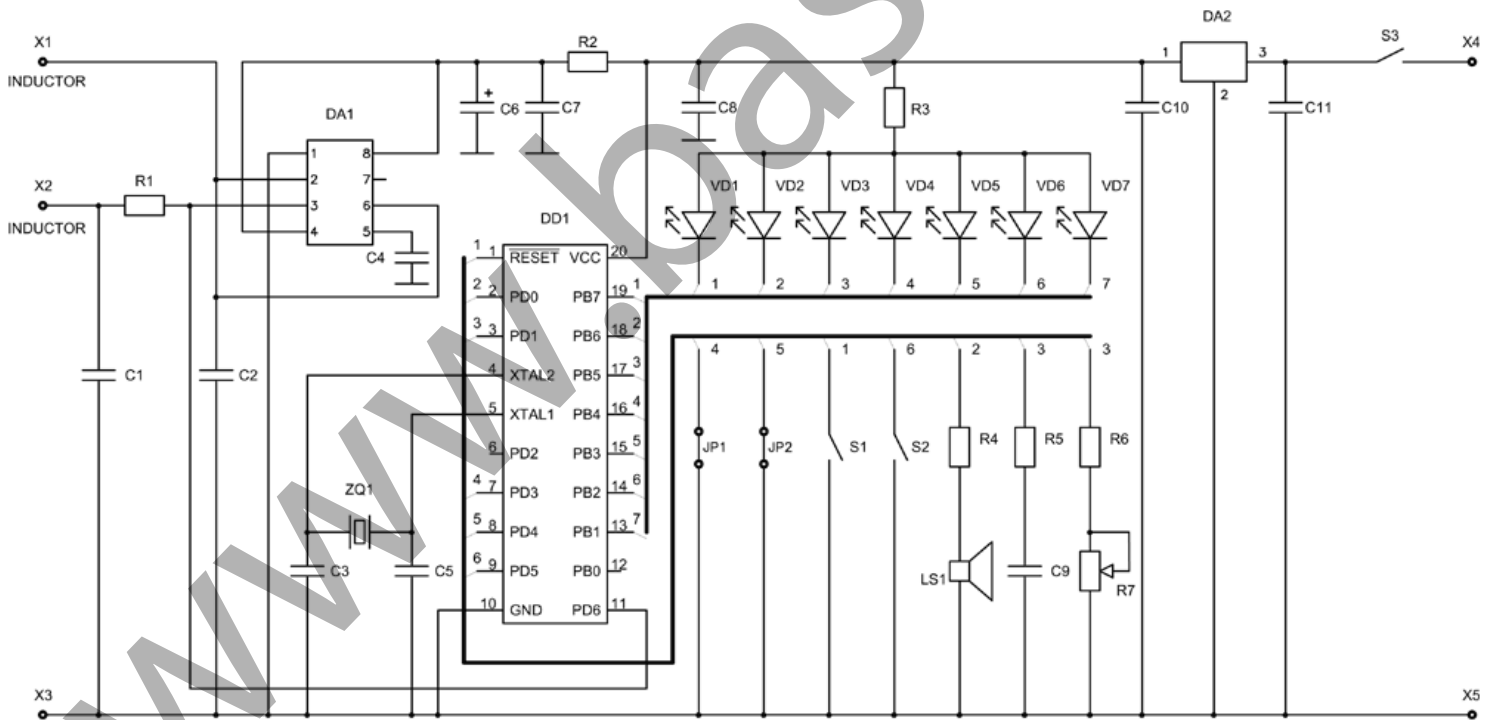 DA2
X1
R2
S3
X4
1
3
INDUCTOR
2
+
C6
C7
C8
R3
C10
C11
DA1
1 8
2 7
3 6
4 5
X2
R1
INDUCTOR
C4
VD1 VD2 VD3 VD4 VD5 VD6 VD7
DD1
1 1 RESET VCC 20
2 2 PD0 PB7 19 1
3 3 PD1 PB6 18 2
4 XTAL2 PB5 17 3
5 XTAL1 PB4 16 4
6 PD2 PB3 15 5
4 7 PD3 PB2 14 6
5 8 PD4 PB1 13 7
6 9 PD5 PB0 12
10 GND PD6 11
1 2 3 4 5 6 7
4 5 1 6 2 3 3
C1
C2
JP1
JP2
S1
S2
R4
R5
R6
ZQ1
C3
C5
LS1
C9
R7
X3
X5
www.bas